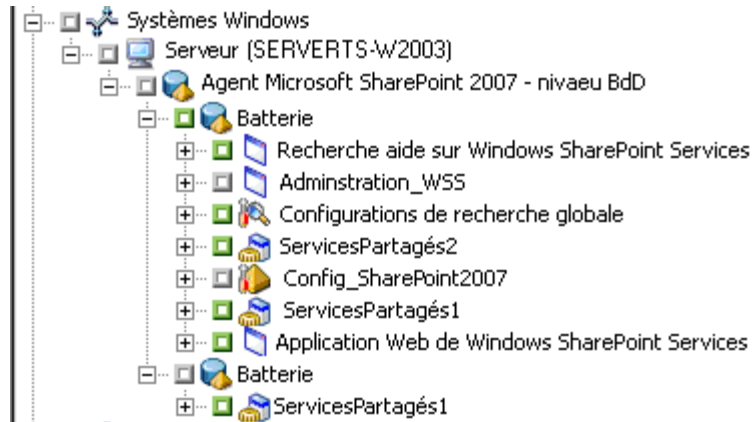 Systèmes Windows
Serveur (SERVERTS-W2003)
Agent Microsoft SharePoint 2007 - nivaeu BdD
Batterie
Recherche aide sur Windows SharePoint Services
Adminstration_WSS
Configurations de recherche globale
ServicesPartagés2
Config_SharePoint2007
ServicesPartagés1
Application Web de Windows SharePoint Services
Batterie
ServicesPartagés1